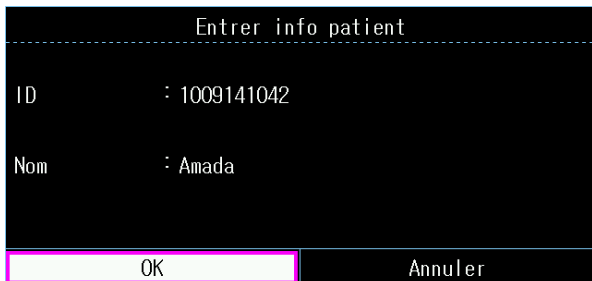 Entrer info patient
ID : 1009141042
Nom : Amada
OK Annuler